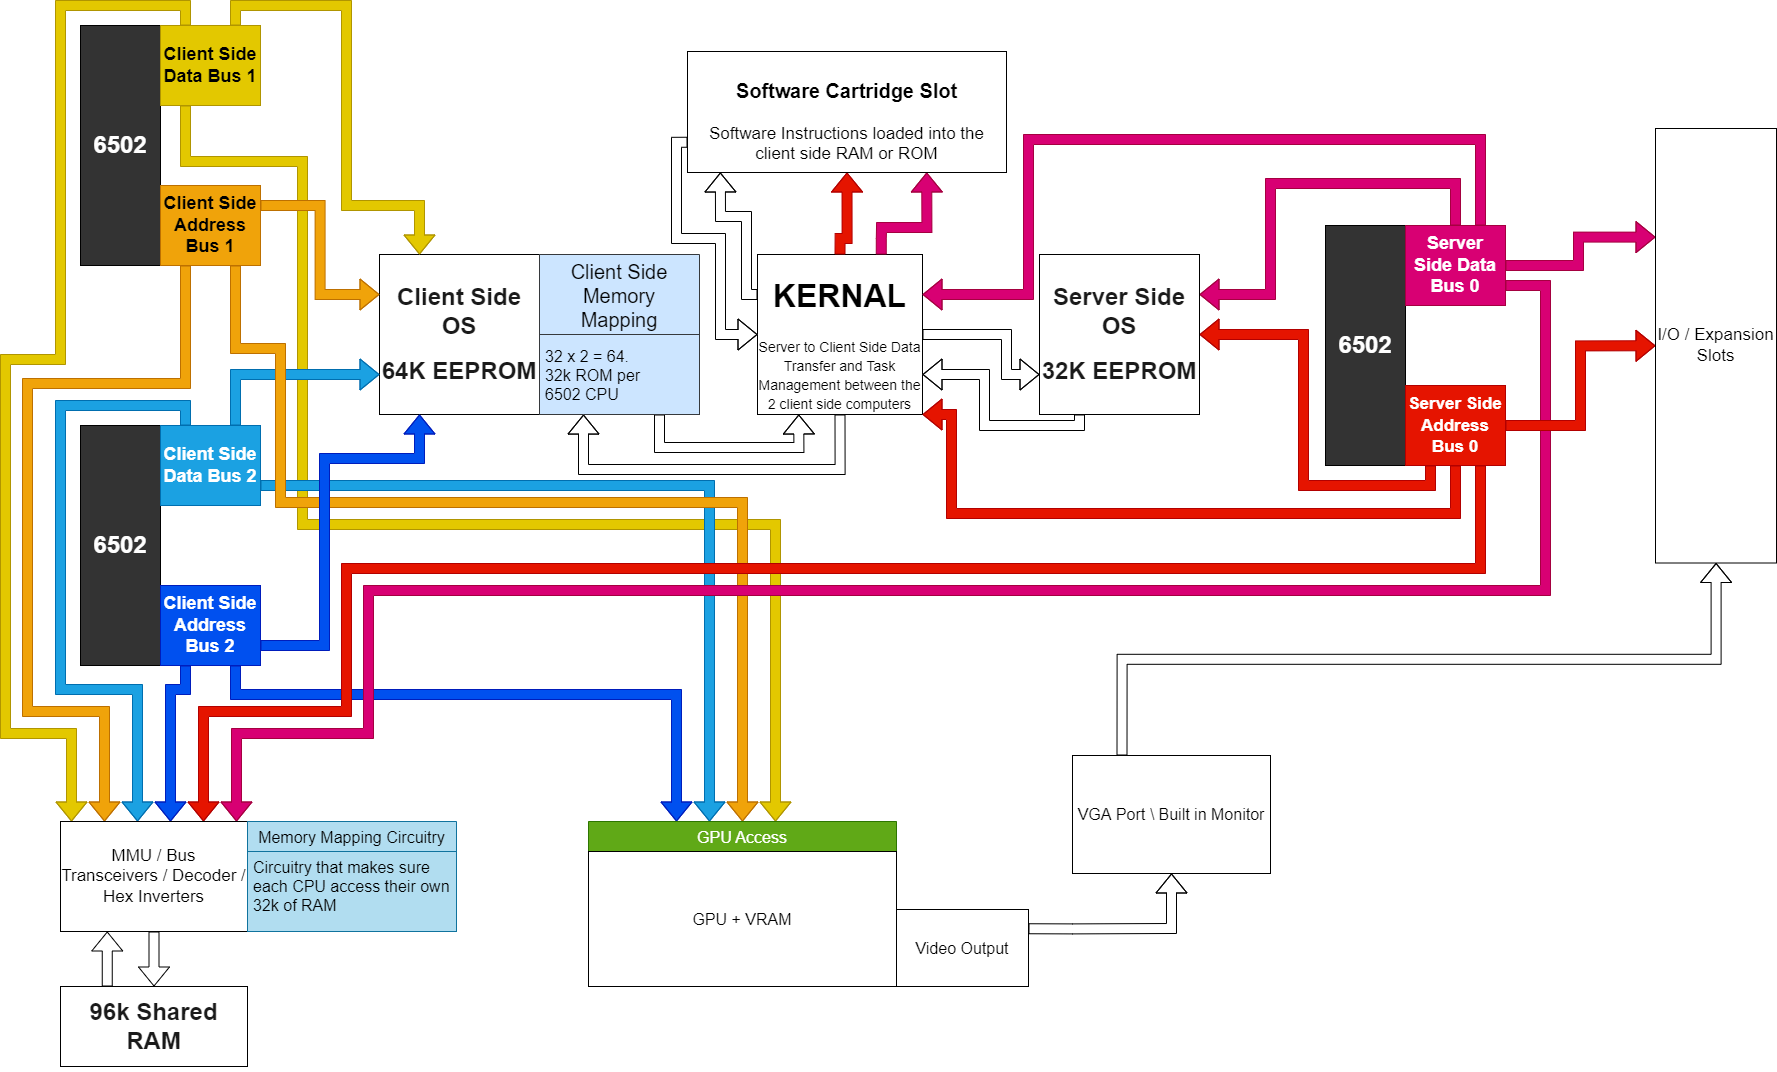 Client Side
Data Bus 1
6502
Client Side
Address
Bus 1
Software Cartridge Slot
Software Instructions loaded into the
client side RAM or ROM
Client Side
OS
64K EEPROM
Client Side
Memory
Mapping
32 x 2 = 64.
32k ROM per
6502 CPU
KERNAL
Server to Client Side Data
Transfer and Task
Management between the
2 client side computers
Server Side
OS
32K EEPROM
6502
Server
Side Data
Bus 0
Server Side
Address
Bus 0
I/O / Expansion
Slots
Client Side
Data Bus 2
6502
Client Side
Address
Bus 2
MMU / Bus
Transceivers / Decoder /
Hex Inverters
Memory Mapping Circuitry
Circuitry that makes sure
each CPU access their own
32k of RAM
96k Shared
RAM
GPU Access
GPU + VRAM
Video Output
VGA Port \ Built in Monitor